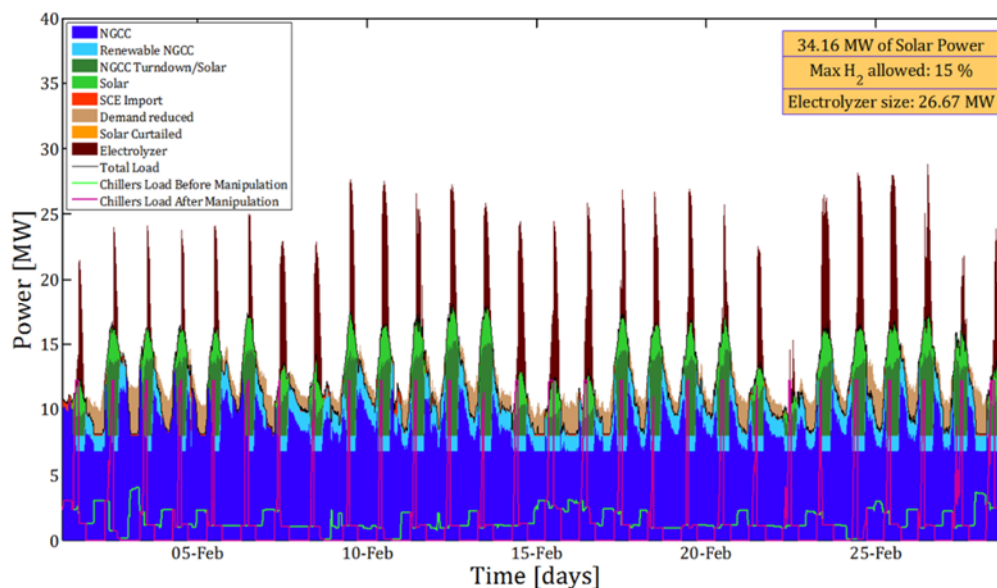 40
35
30
25
20
15
10
5
0
Power [MW]
NGCC
Renewable NGCC
NGCC Turndown/Solar
Solar
SCE Import
Demand reduced
Solar Curtailed
Electrolyzer
Total Load
Chillers Load Before Manipulation
Chillers Load After Manipulation
34.16 MW of Solar Power
Max H₂ allowed: 15 %
Electrolyzer size: 26.67 MW
05-Feb
10-Feb
15-Feb
20-Feb
25-Feb
Time [days]